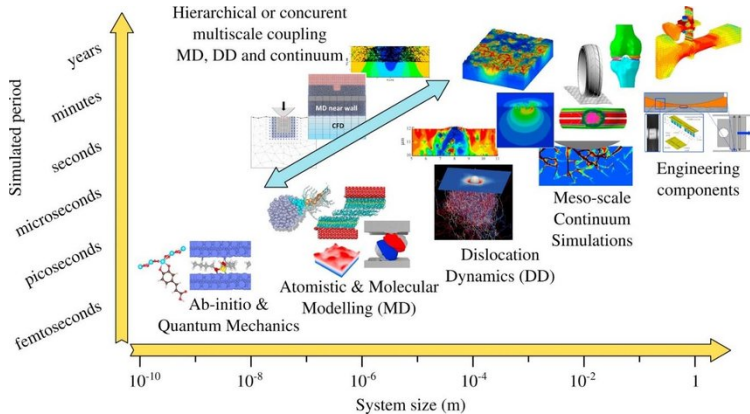 Hierarchical or concurent
multiscale coupling
MD, DD and continuum
years
minutes
seconds
microseconds
picoseconds
femtoseconds
Simulated period
MD near wall
CFD
Engineering
components
Meso-scale
Continuum
Simulations
Dislocation
Dynamics (DD)
Atomistic & Molecular
Modelling (MD)
Ab-initio &
Quantum Mechanics
10⁻¹⁰
10⁻⁸
10⁻⁶
10⁻⁴
10⁻²
1
System size (m)